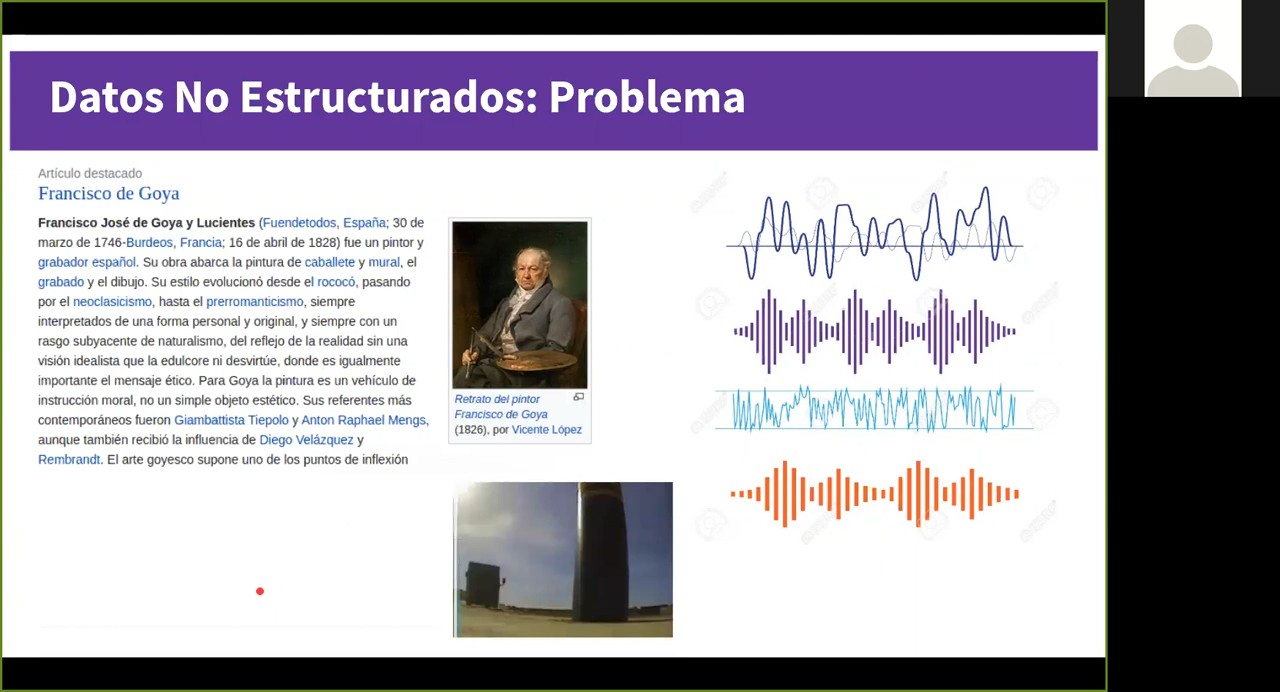 Datos No Estructurados: Problema
Artículo destacado
Francisco de Goya
Francisco José de Goya y Lucientes (Fuendetodos, España; 30 de
marzo de 1746-Burdeos, Francia; 16 de abril de 1828) fue un pintor y
grabador español. Su obra abarca la pintura de caballete y mural, el
grabado y el dibujo. Su estilo evolucionó desde el rococó, pasando
por el neoclasicismo, hasta el prerromanticismo, siempre
interpretados de una forma personal y original, y siempre con un
rasgo subyacente de naturalismo, del reflejo de la realidad sin una
visión idealista que la edulcore ni desvirtúe, donde es igualmente
importante el mensaje ético. Para Goya la pintura es un vehículo de
instrucción moral, no un simple objeto estético. Sus referentes más
contemporáneos fueron Giambattista Tiepolo y Anton Raphael Mengs,
aunque también recibió la influencia de Diego Velázquez y
Rembrandt. El arte goyesco supone uno de los puntos de inflexión
Retrato del pintor
Francisco de Goya
(1826), por Vicente López